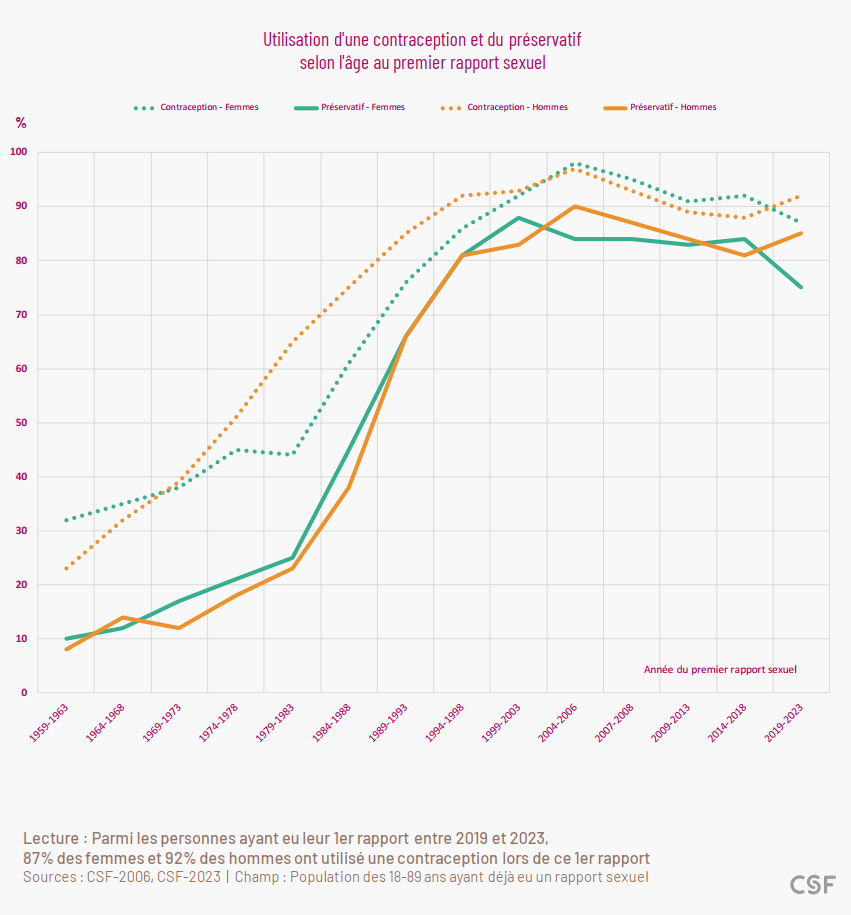 Utilisation d'une contraception et du préservatif
selon l'âge au premier rapport sexuel
Contraception - Femmes
Préservatif - Femmes
Contraception - Hommes
Préservatif - Hommes
%
100
90
80
70
60
50
40
30
20
10
0
Année du premier rapport sexuel
1959-1963
1964-1968
1969-1973
1974-1978
1979-1983
1984-1988
1989-1993
1994-1998
1999-2003
2004-2006
2007-2008
2009-2013
2014-2018
2019-2023
Lecture : Parmi les personnes ayant eu leur 1er rapport entre 2019 et 2023,
87% des femmes et 92% des hommes ont utilisé une contraception lors de ce 1er rapport
Sources : CSF-2006, CSF-2023 | Champ : Population des 18-89 ans ayant déjà eu un rapport sexuel
CSF